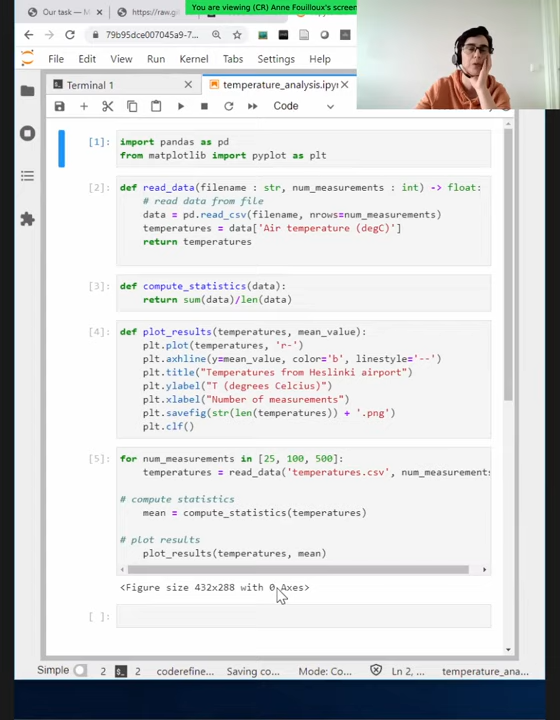 You are viewing (CR) Anne Fouilloux's screen
Our task — M
https://raw.gi
79b95dce007045a9-7...
File Edit View Run Kernel Tabs Settings
Terminal 1
temperature_analysis.ipyn
Code
[1]:
import pandas as pd
from matplotlib import pyplot as plt
[2]:
def read_data(filename : str, num_measurements : int) -> float:
# read data from file
data = pd.read_csv(filename, nrows=num_measurements)
temperatures = data['Air temperature (degC)']
return temperatures
[3]:
def compute_statistics(data):
return sum(data)/len(data)
[4]:
def plot_results(temperatures, mean_value):
plt.plot(temperatures, 'r-')
plt.axhline(y=mean_value, color='b', linestyle='--')
plt.title("Temperatures from Heslinki airport")
plt.ylabel("T (degrees Celcius)")
plt.xlabel("Number of measurements")
plt.savefig(str(len(temperatures)) + '.png')
plt.clf()
[5]:
for num_measurements in [25, 100, 500]:
temperatures = read_data('temperatures.csv', num_measurements
# compute statistics
mean = compute_statistics(temperatures)
# plot results
plot_results(temperatures, mean)
<Figure size 432x288 with 0 Axes>
[ ]:
Simple 2 2 coderefine... Saving co... Mode: Co... Ln 2, ... temperature_ana...